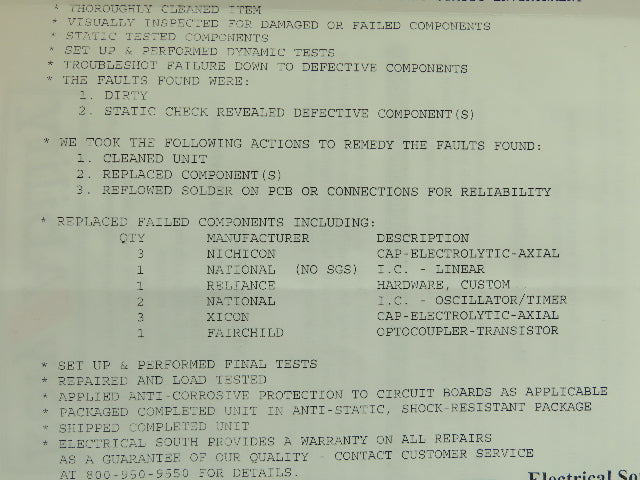 * THOROUGHLY CLEANED ITEM
* VISUALLY INSPECTED FOR DAMAGED OR FAILED COMPONENTS
* STATIC TESTED COMPONENTS
* SET UP & PERFORMED DYNAMIC TESTS
* TROUBLESHOT FAILURE DOWN TO DEFECTIVE COMPONENTS
* THE FAULTS FOUND WERE:
1. DIRTY
2. STATIC CHECK REVEALED DEFECTIVE COMPONENT(S)
* WE TOOK THE FOLLOWING ACTIONS TO REMEDY THE FAULTS FOUND:
1. CLEANED UNIT
2. REPLACED COMPONENT(S)
3. REFLOWED SOLDER ON PCB OR CONNECTIONS FOR RELIABILITY
* REPLACED FAILED COMPONENTS INCLUDING:
QTY MANUFACTURER DESCRIPTION
3 NICHICON CAP-ELECTROLYTIC-AXIAL
1 NATIONAL (NO SGS) I.C. - LINEAR
1 RELIANCE HARDWARE, CUSTOM
2 NATIONAL I.C. - OSCILLATOR/TIMER
3 XICON CAP-ELECTROLYTIC-AXIAL
1 FAIRCHILD OPTOCOUPLER-TRANSISTOR
* SET UP & PERFORMED FINAL TESTS
* REPAIRED AND LOAD TESTED
* APPLIED ANTI-CORROSIVE PROTECTION TO CIRCUIT BOARDS AS APPLICABLE
* PACKAGED COMPLETED UNIT IN ANTI-STATIC, SHOCK-RESISTANT PACKAGE
* SHIPPED COMPLETED UNIT
* ELECTRICAL SOUTH PROVIDES A WARRANTY ON ALL REPAIRS
AS A GUARANTEE OF OUR QUALITY - CONTACT CUSTOMER SERVICE
AT 800-950-9550 FOR DETAILS.
Electrical So